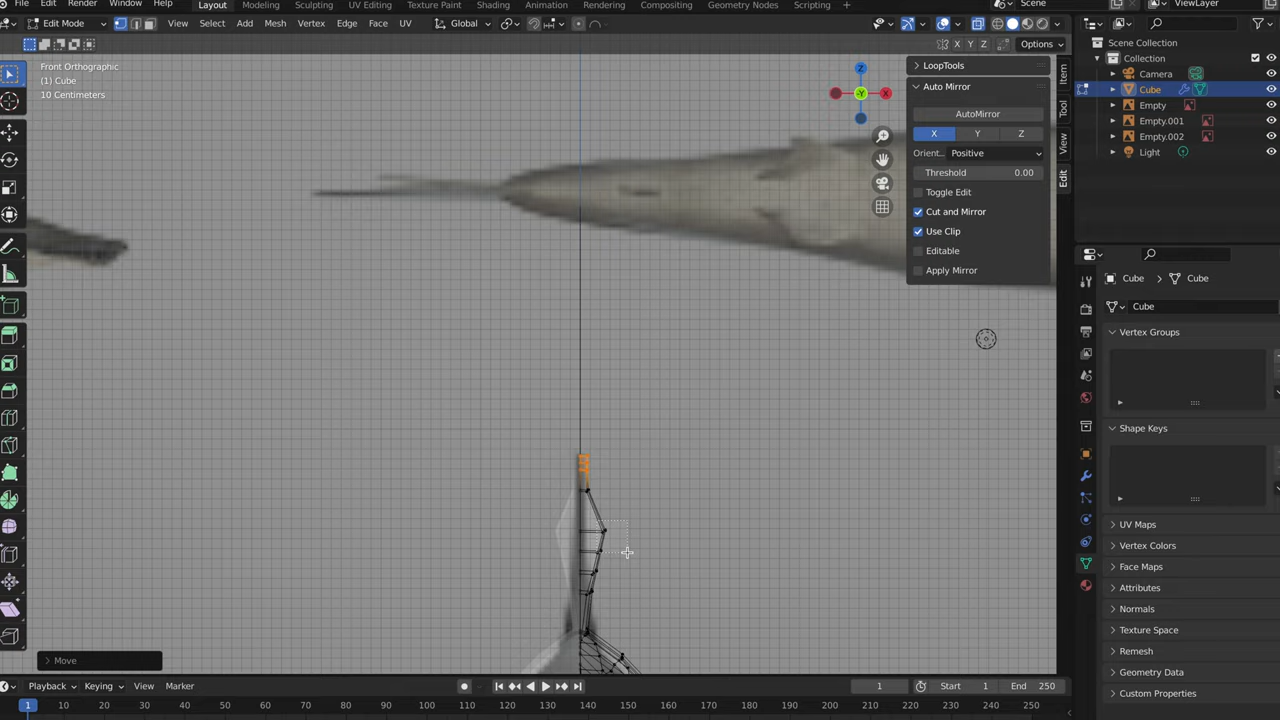 File Edit Render Window Help Layout Modeling Sculpting UV Editing Texture Paint Shading Animation Rendering Compositing Geometry Nodes Scripting Scene ViewLayer
Edit Mode View Select Add Mesh Vertex Edge Face UV Global
X Y Z Options
Front Orthographic
(1) Cube
10 Centimeters
Z
X
Y
LoopTools
Auto Mirror
AutoMirror
X Y Z
Orient.. Positive
Threshold 0.00
Toggle Edit
Cut and Mirror
Use Clip
Editable
Apply Mirror
Item
Tool
View
Edit
Scene Collection
Collection
Camera
Cube
Empty
Empty.001
Empty.002
Light
Cube Cube
Cube
Vertex Groups
Shape Keys
UV Maps
Vertex Colors
Face Maps
Attributes
Normals
Texture Space
Remesh
Geometry Data
Custom Properties
Move
Playback Keying View Marker 1 Start 1 End 250
1 10 20 30 40 50 60 70 80 90 100 110 120 130 140 150 160 170 180 190 200 210 220 230 240 250